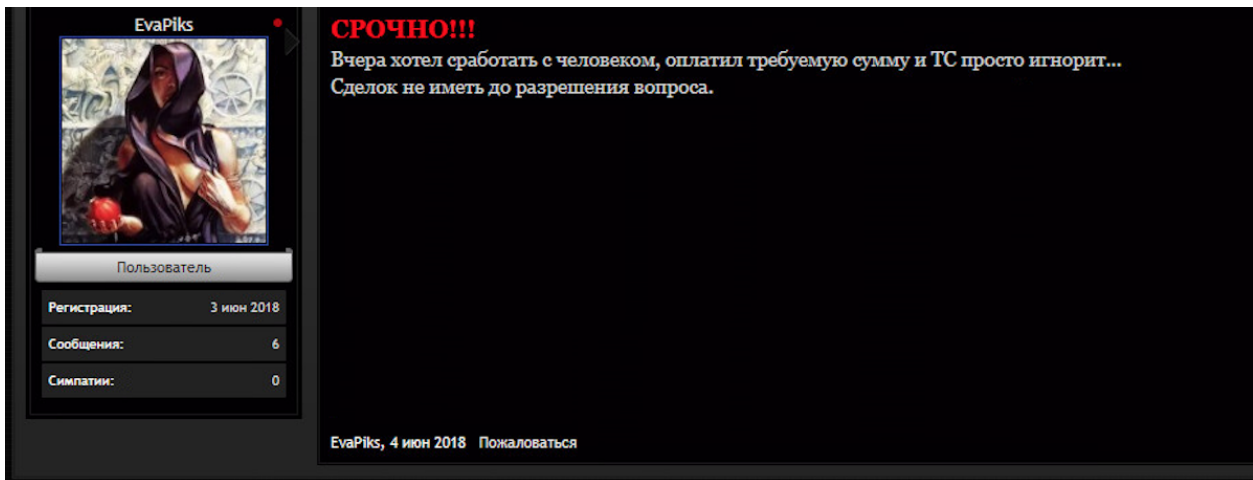 EvaPiks
СРОЧНО!!!
Вчера хотел сработать с человеком, оплатил требуемую сумму и ТС просто игнорит...
Сделок не иметь до разрешения вопроса.
Пользователь
Регистрация: 3 июн 2018
Сообщения: 6
Симпатии: 0
EvaPiks, 4 июн 2018 Пожаловаться